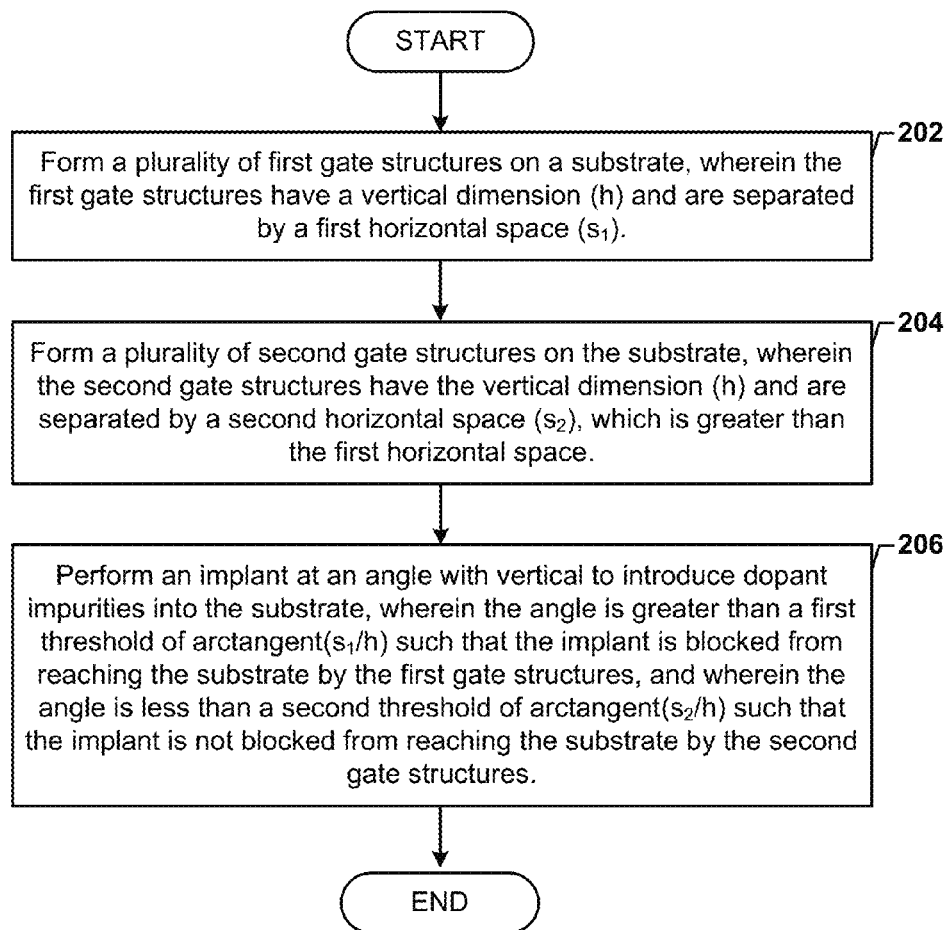 START
202
Form a plurality of first gate structures on a substrate, wherein the
first gate structures have a vertical dimension (h) and are separated
by a first horizontal space (s₁).
204
Form a plurality of second gate structures on the substrate, wherein
the second gate structures have the vertical dimension (h) and are
separated by a second horizontal space (s₂), which is greater than
the first horizontal space.
206
Perform an implant at an angle with vertical to introduce dopant
impurities into the substrate, wherein the angle is greater than a first
threshold of arctangent(s₁/h) such that the implant is blocked from
reaching the substrate by the first gate structures, and wherein the
angle is less than a second threshold of arctangent(s₂/h) such that
the implant is not blocked from reaching the substrate by the second
gate structures.
END